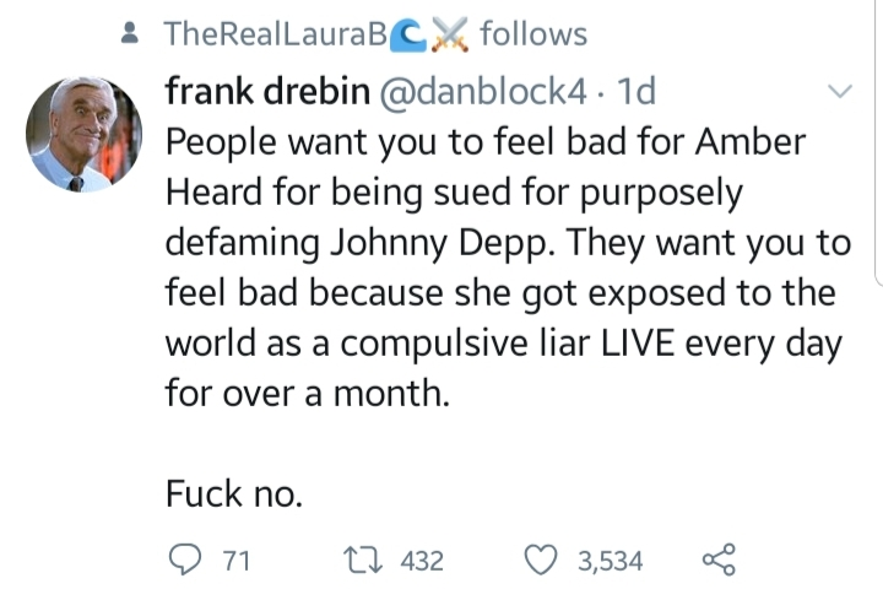 TheRealLauraB🌊⚔️ follows
frank drebin @danblock4 · 1d
People want you to feel bad for Amber
Heard for being sued for purposely
defaming Johnny Depp. They want you to
feel bad because she got exposed to the
world as a compulsive liar LIVE every day
for over a month.
Fuck no.
71 432 3,534